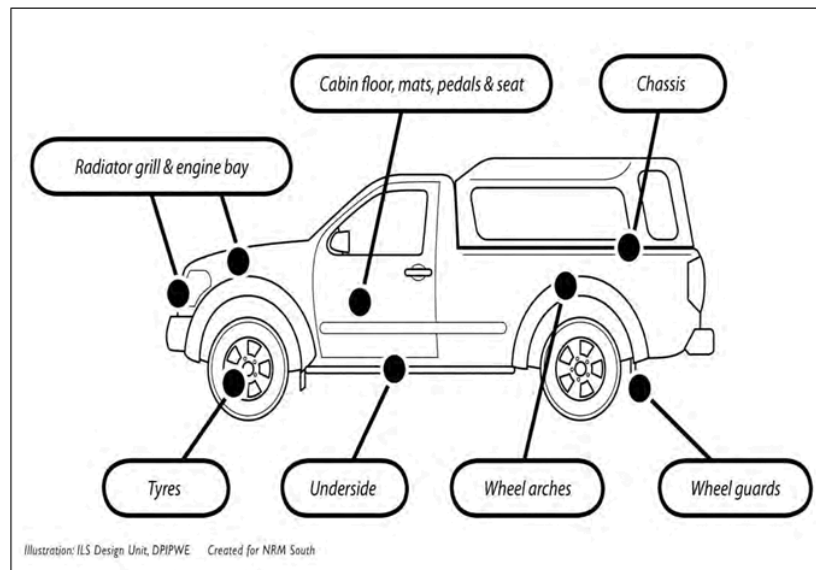 Cabin floor, mats, pedals & seat
Chassis
Radiator grill & engine bay
Tyres
Underside
Wheel arches
Wheel guards
Illustration: ILS Design Unit, DPIPWE Created for NRM South